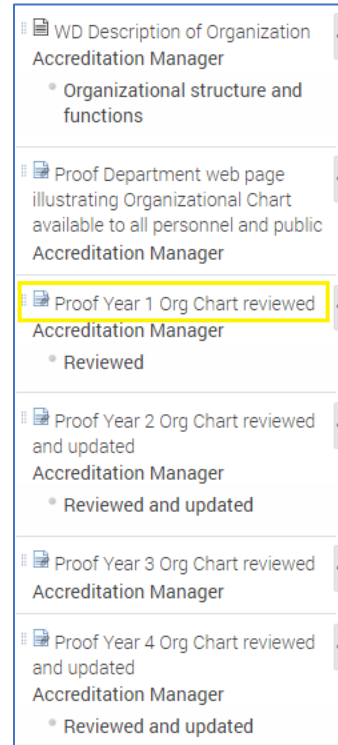 WD Description of Organization
Accreditation Manager
Organizational structure and
functions
Proof Department web page
illustrating Organizational Chart
available to all personnel and public
Accreditation Manager
Proof Year 1 Org Chart reviewed
Accreditation Manager
Reviewed
Proof Year 2 Org Chart reviewed
and updated
Accreditation Manager
Reviewed and updated
Proof Year 3 Org Chart reviewed
Accreditation Manager
Proof Year 4 Org Chart reviewed
and updated
Accreditation Manager
Reviewed and updated